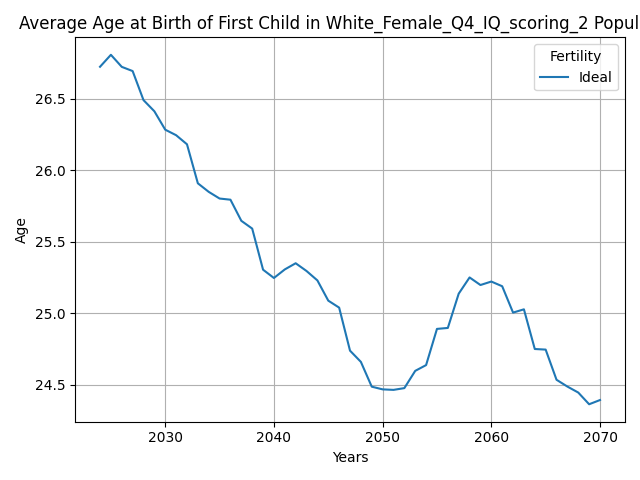 Average Age at Birth of First Child in White_Female_Q4_IQ_scoring_2 Popul
Fertility
Ideal
Age
26.5
26.0
25.5
25.0
24.5
2030 2040 2050 2060 2070
Years